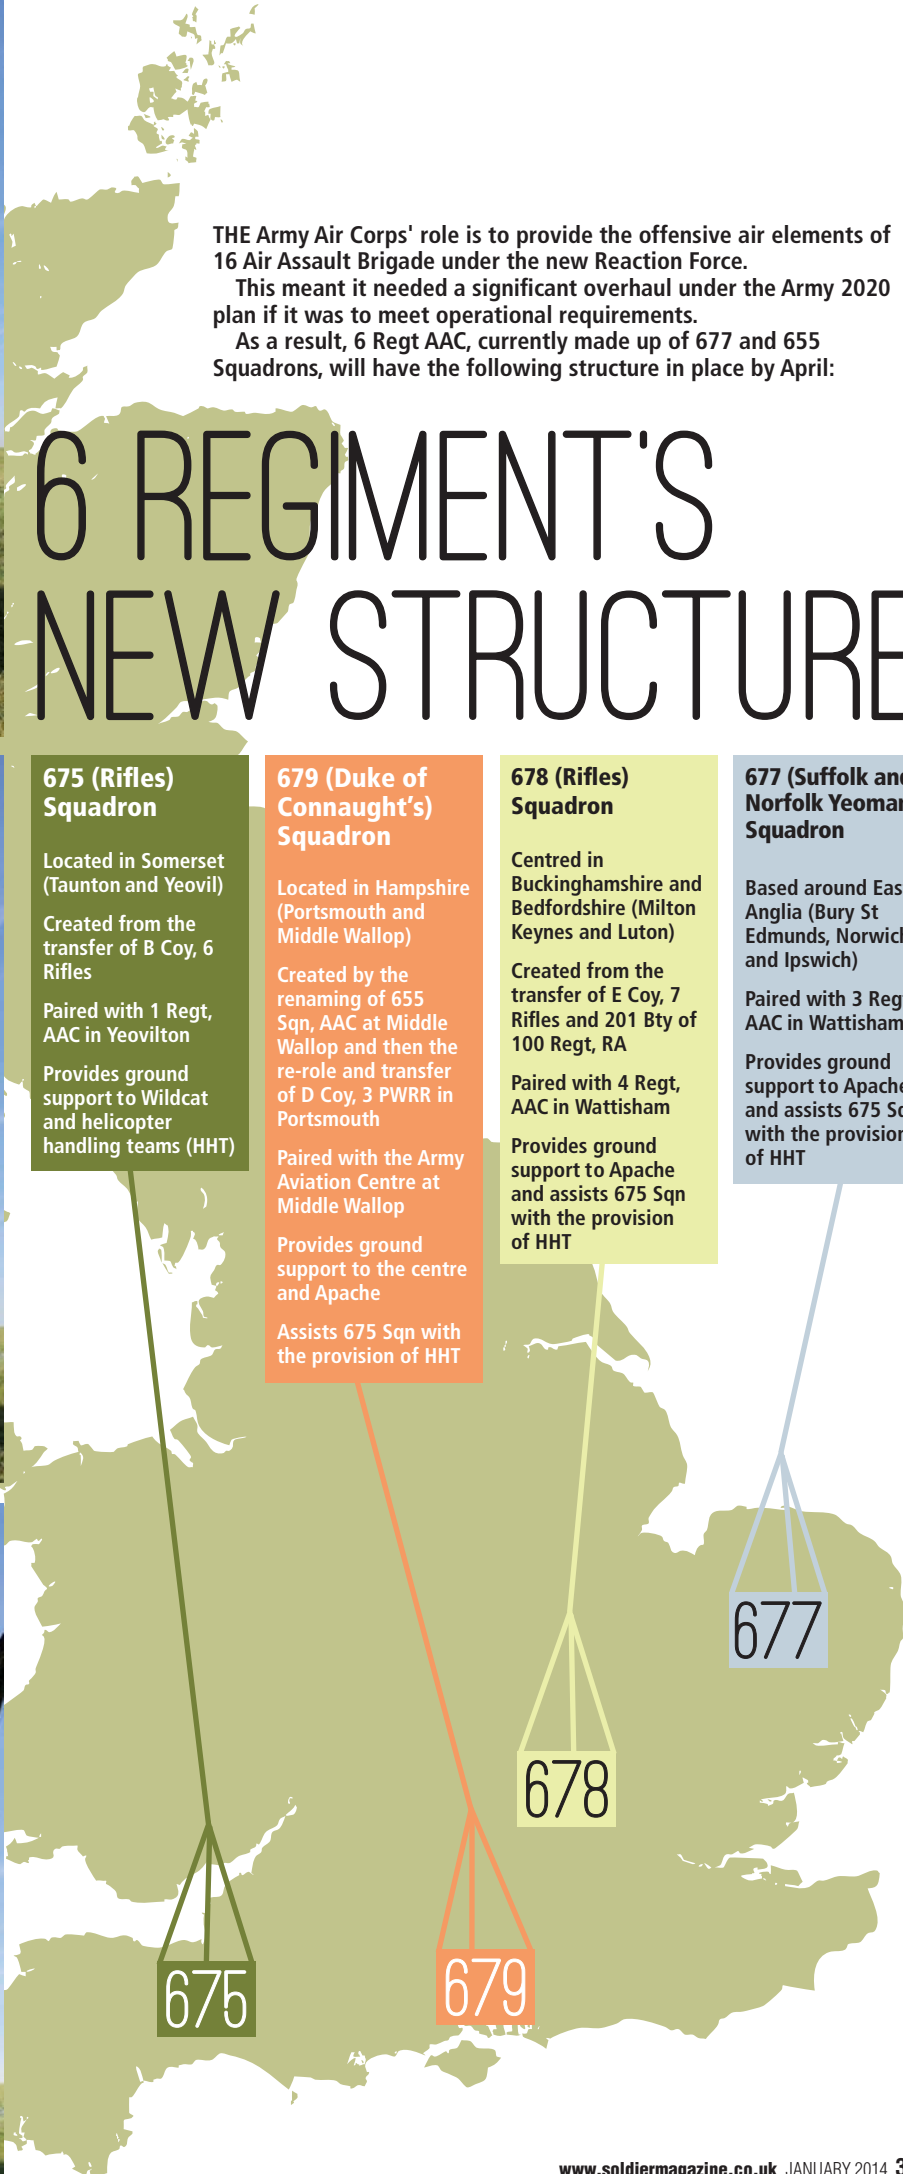 THE Army Air Corps' role is to provide the offensive air elements of
16 Air Assault Brigade under the new Reaction Force.
This meant it needed a significant overhaul under the Army 2020
plan if it was to meet operational requirements.
As a result, 6 Regt AAC, currently made up of 677 and 655
Squadrons, will have the following structure in place by April:
6 REGIMENT'S
NEW STRUCTURE
675 (Rifles)
Squadron
Located in Somerset
(Taunton and Yeovil)
Created from the
transfer of B Coy, 6
Rifles
Paired with 1 Regt,
AAC in Yeovilton
Provides ground
support to Wildcat
and helicopter
handling teams (HHT)
679 (Duke of
Connaught's)
Squadron
Located in Hampshire
(Portsmouth and
Middle Wallop)
Created by the
renaming of 655
Sqn, AAC at Middle
Wallop and then the
re-role and transfer
of D Coy, 3 PWRR in
Portsmouth
Paired with the Army
Aviation Centre at
Middle Wallop
Provides ground
support to the centre
and Apache
Assists 675 Sqn with
the provision of HHT
678 (Rifles)
Squadron
Centred in
Buckinghamshire and
Bedfordshire (Milton
Keynes and Luton)
Created from the
transfer of E Coy, 7
Rifles and 201 Bty of
100 Regt, RA
Paired with 4 Regt,
AAC in Wattisham
Provides ground
support to Apache
and assists 675 Sqn
with the provision
of HHT
677 (Suffolk and
Norfolk
Squadron
Based around
Anglia (Bury St
Edmunds, Norwich
and Ipswich)
Paired with 3
AAC in Wattisham
Provides ground
support to Apache
and assists 675
with the provision
of HHT
677
678
675
679
www.soldiermagazine.co.uk JANUARY 2014